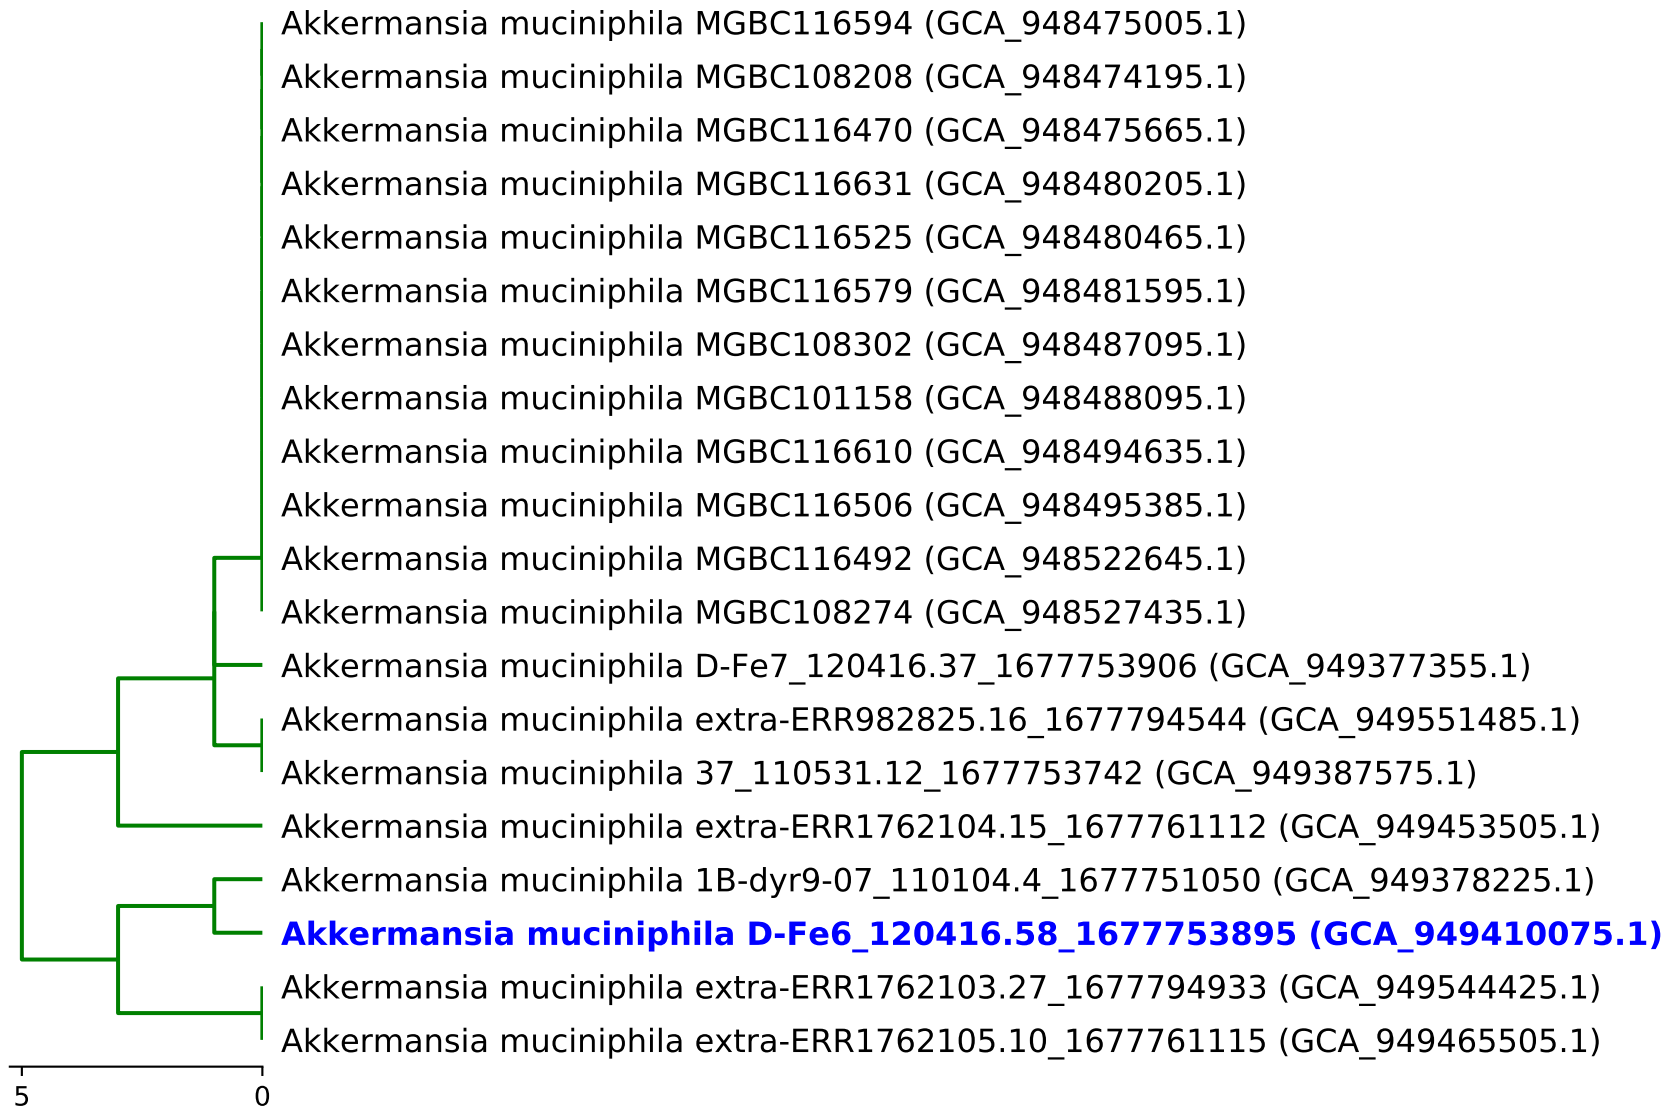 Akkermansia muciniphila MGBC116594 (GCA_948475005.1)
Akkermansia muciniphila MGBC108208 (GCA_948474195.1)
Akkermansia muciniphila MGBC116470 (GCA_948475665.1)
Akkermansia muciniphila MGBC116631 (GCA_948480205.1)
Akkermansia muciniphila MGBC116525 (GCA_948480465.1)
Akkermansia muciniphila MGBC116579 (GCA_948481595.1)
Akkermansia muciniphila MGBC108302 (GCA_948487095.1)
Akkermansia muciniphila MGBC101158 (GCA_948488095.1)
Akkermansia muciniphila MGBC116610 (GCA_948494635.1)
Akkermansia muciniphila MGBC116506 (GCA_948495385.1)
Akkermansia muciniphila MGBC116492 (GCA_948522645.1)
Akkermansia muciniphila MGBC108274 (GCA_948527435.1)
Akkermansia muciniphila D-Fe7_120416.37_1677753906 (GCA_949377355.1)
Akkermansia muciniphila extra-ERR982825.16_1677794544 (GCA_949551485.1)
Akkermansia muciniphila 37_110531.12_1677753742 (GCA_949387575.1)
Akkermansia muciniphila extra-ERR1762104.15_1677761112 (GCA_949453505.1)
Akkermansia muciniphila 1B-dyr9-07_110104.4_1677751050 (GCA_949378225.1)
Akkermansia muciniphila D-Fe6_120416.58_1677753895 (GCA_949410075.1)
Akkermansia muciniphila extra-ERR1762103.27_1677794933 (GCA_949544425.1)
Akkermansia muciniphila extra-ERR1762105.10_1677761115 (GCA_949465505.1)
5 0